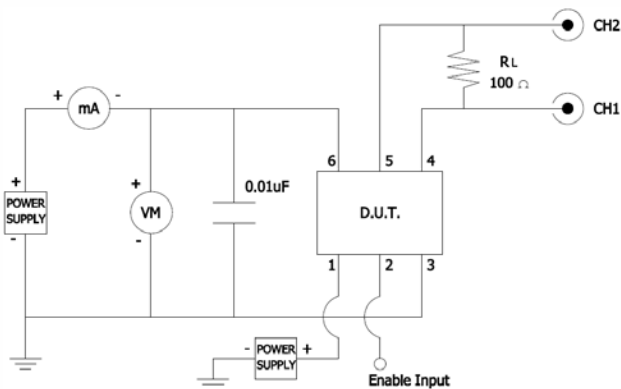 CH2
RL
100 Ω
CH1
+ mA -
6 5 4
0.01uF
+
POWER
SUPPLY
-
+
VM
-
D.U.T.
1 2 3
- POWER
SUPPLY +
Enable Input